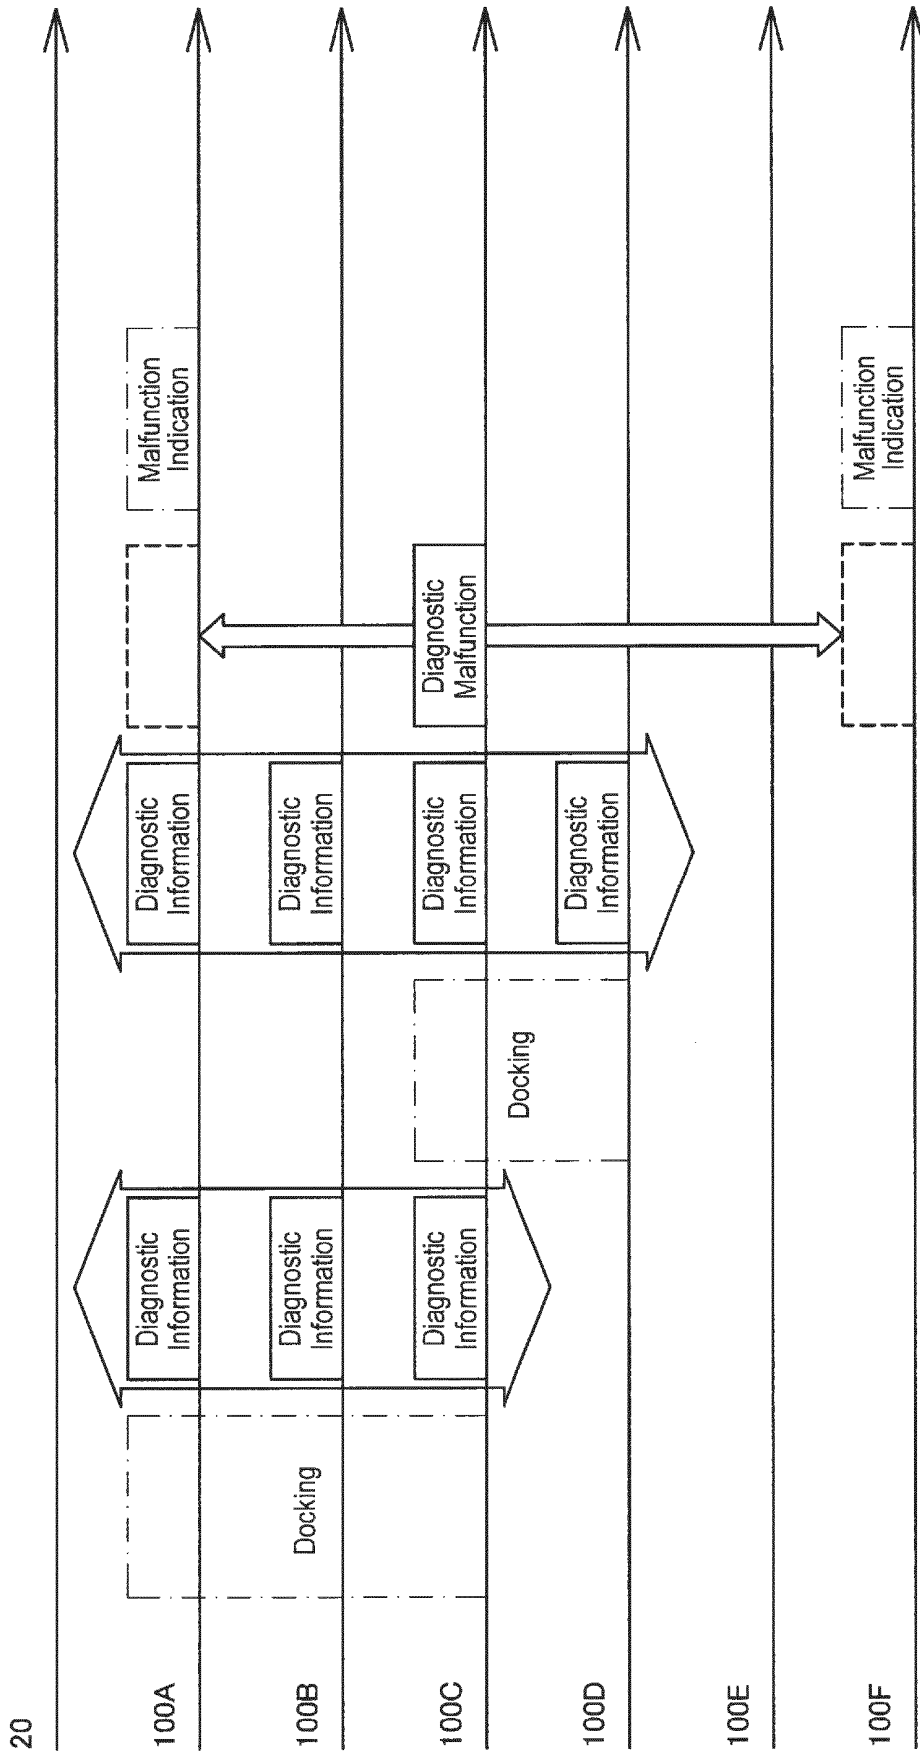 20
100A
Docking
Diagnostic
Information
Diagnostic
Information
Malfunction
Indication
100B
Diagnostic
Information
Diagnostic
Information
100C
Diagnostic
Information
Docking
Diagnostic
Information
Diagnostic
Malfunction
100D
Diagnostic
Information
100E
100F
Malfunction
Indication